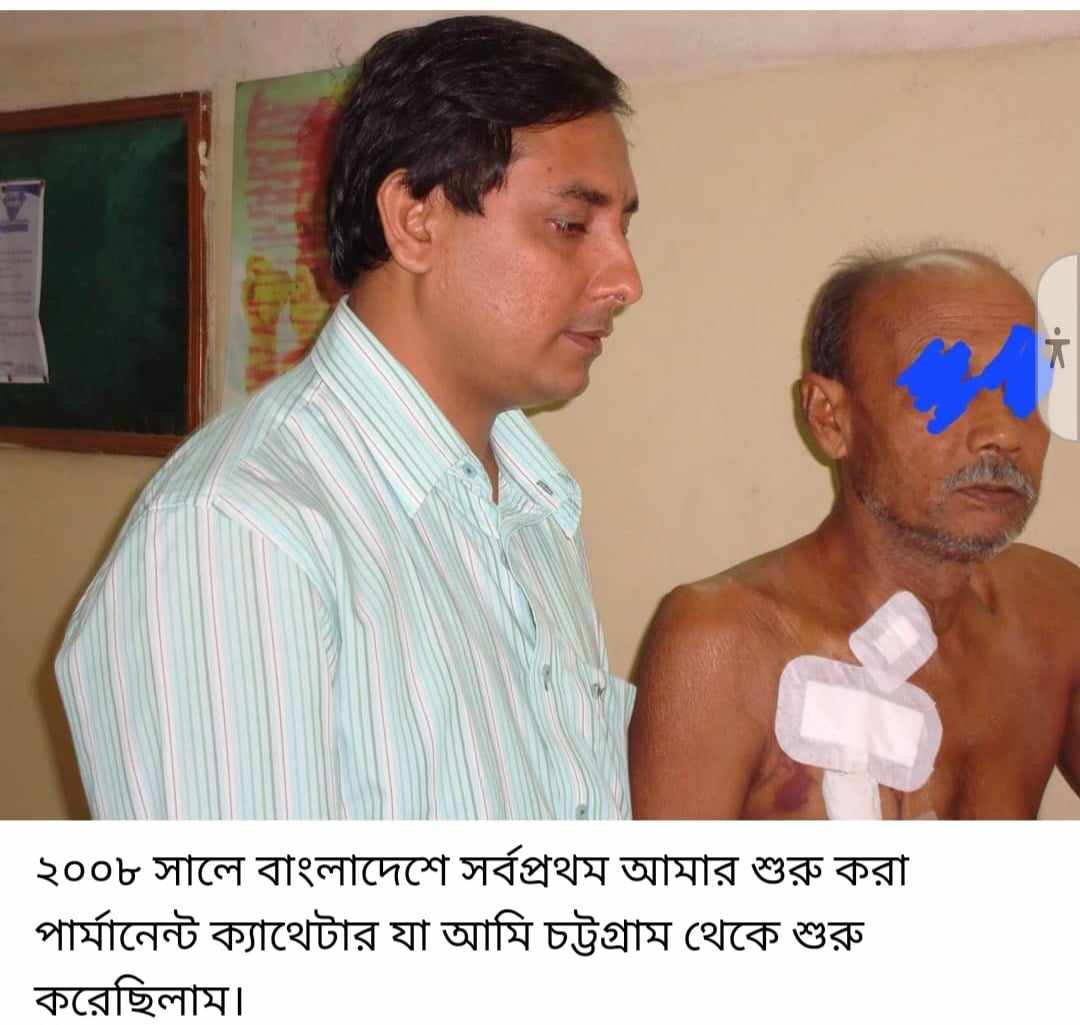 ২০০৮ সালে বাংলাদেশে সর্বপ্রথম আমার শুরু করা
পার্মানেন্ট ক্যাথেটার যা আমি চট্টগ্রাম থেকে শুরু
করেছিলাম।